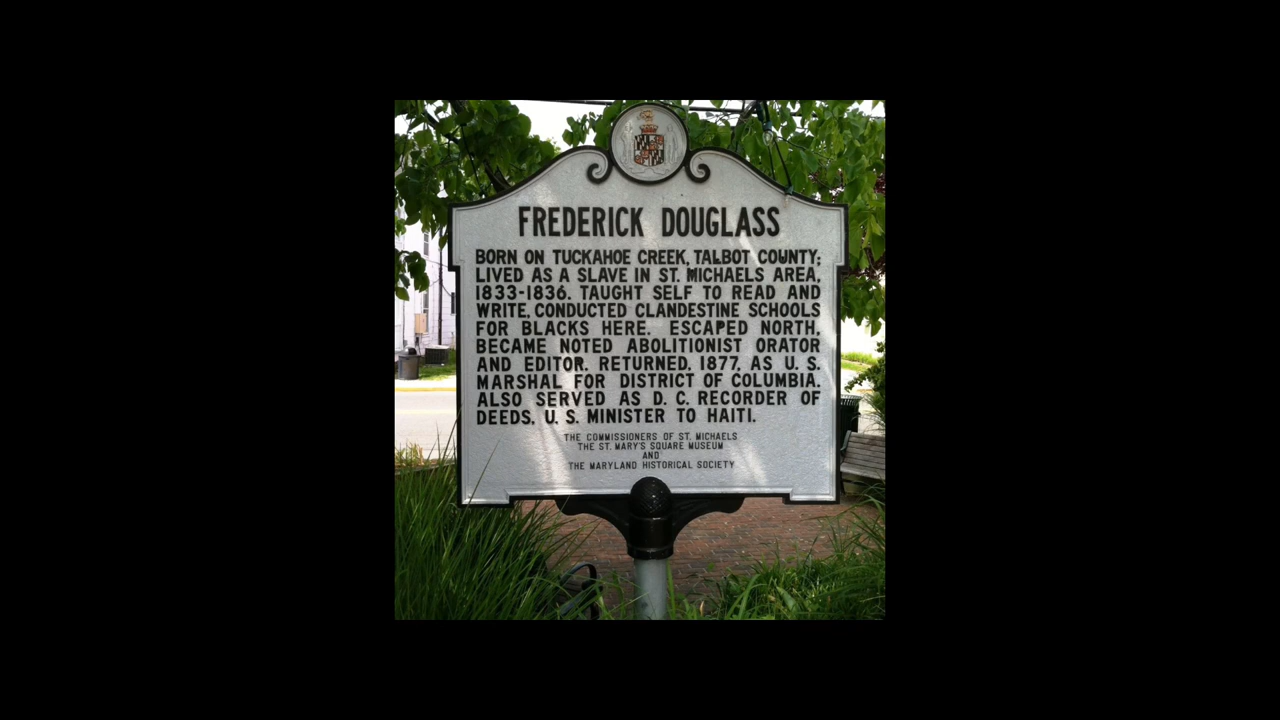 FREDERICK DOUGLASS
BORN ON TUCKAHOE CREEK, TALBOT COUNTY;
LIVED AS A SLAVE IN ST. MICHAELS AREA,
1833-1836. TAUGHT SELF TO READ AND
WRITE, CONDUCTED CLANDESTINE SCHOOLS
FOR BLACKS HERE. ESCAPED NORTH,
BECAME NOTED ABOLITIONIST ORATOR
AND EDITOR. RETURNED, 1877, AS U. S.
MARSHAL FOR DISTRICT OF COLUMBIA.
ALSO SERVED AS D. C. RECORDER OF
DEEDS, U. S. MINISTER TO HAITI.
THE COMMISSIONERS OF ST. MICHAELS
THE ST. MARY'S SQUARE MUSEUM
AND
THE MARYLAND HISTORICAL SOCIETY